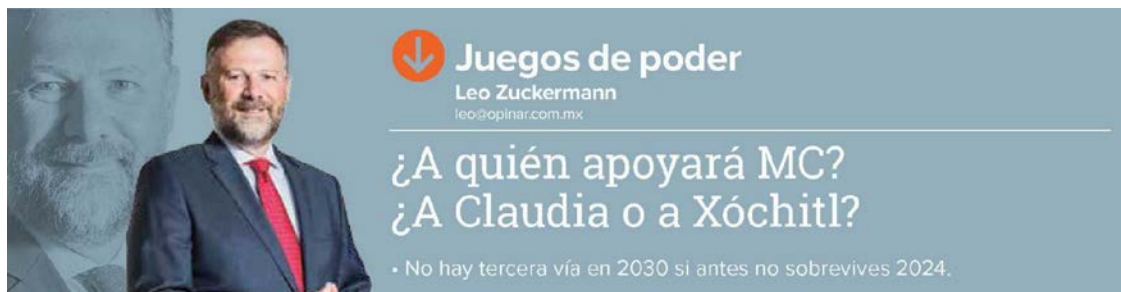 Juegos de poder
Leo Zuckermann
leo@opinar.com.mx
¿A quién apoyará MC?
¿A Claudia o a Xóchitl?
• No hay tercera vía en 2030 si antes no sobrevives 2024.